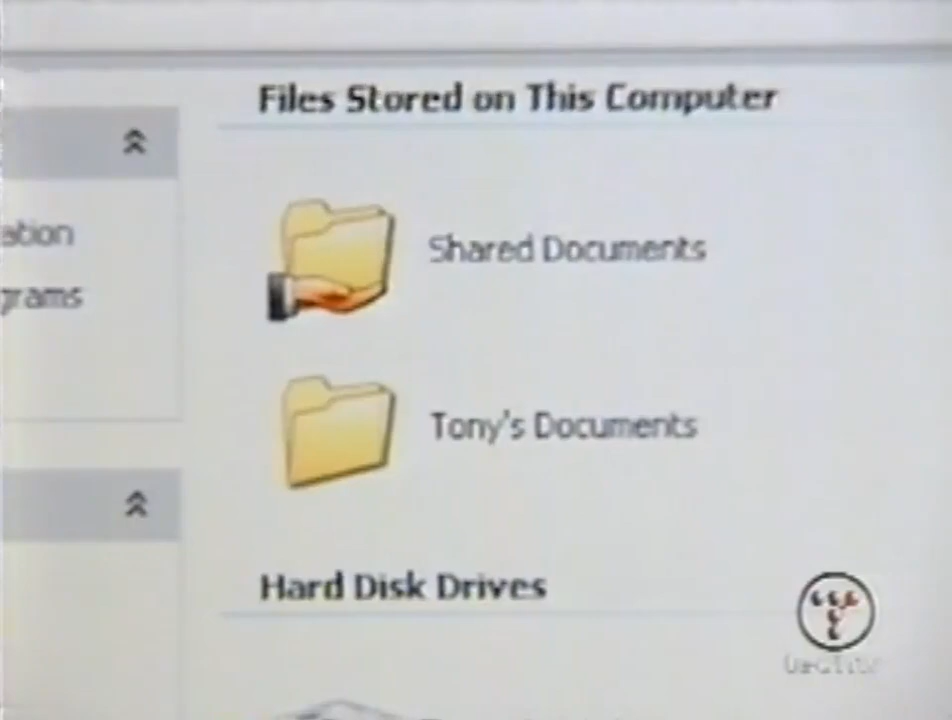 Files Stored on This Computer
ation
Shared Documents
grams
Tony's Documents
Hard Disk Drives